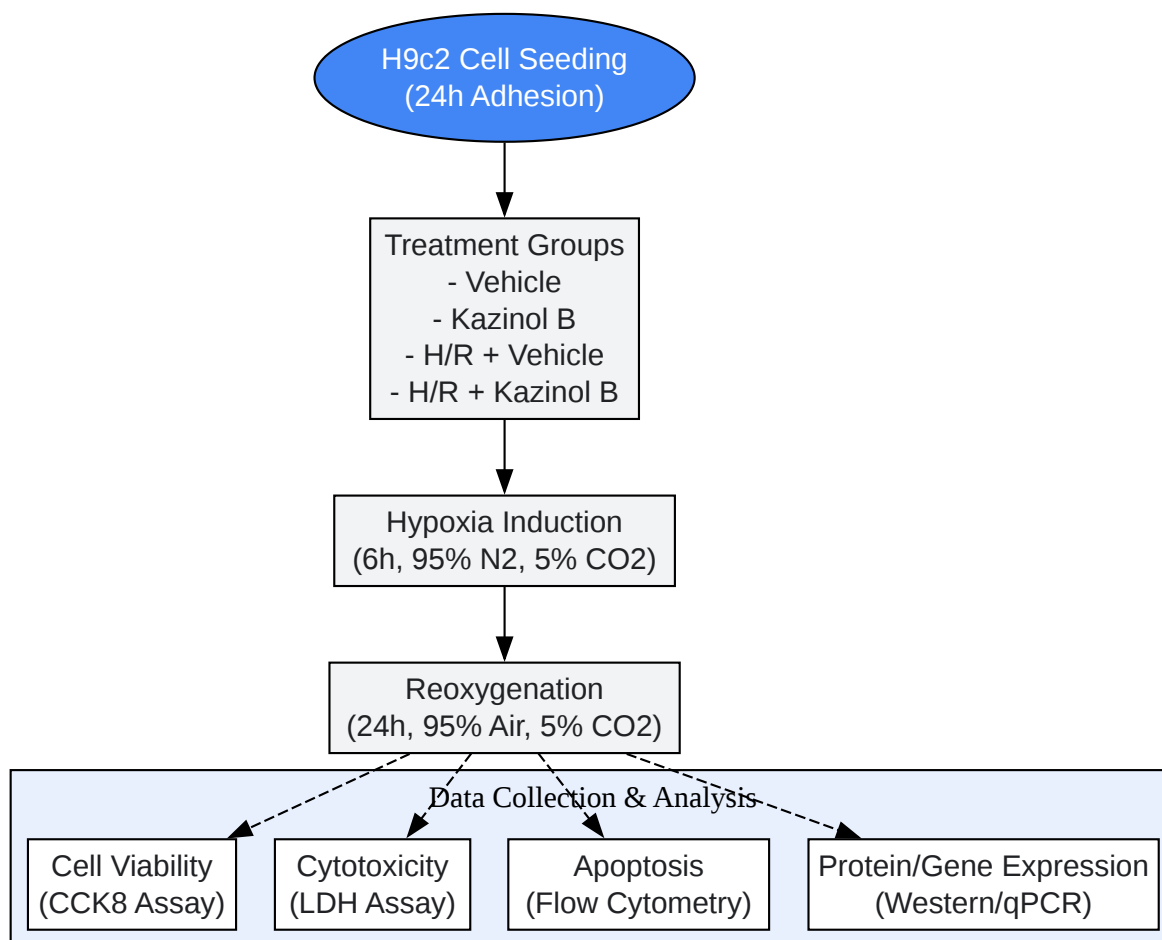 H9c2 Cell Seeding
(24h Adhesion)
Treatment Groups
- Vehicle
- Kazinol B
- H/R + Vehicle
- H/R + Kazinol B
Hypoxia Induction
(6h, 95% N2, 5% CO2)
Reoxygenation
(24h, 95% Air, 5% CO2)
Data Collection & Analysis
Cell Viability
(CCK8 Assay)
Cytotoxicity
(LDH Assay)
Apoptosis
(Flow Cytometry)
Protein/Gene Expression
(Western/qPCR)